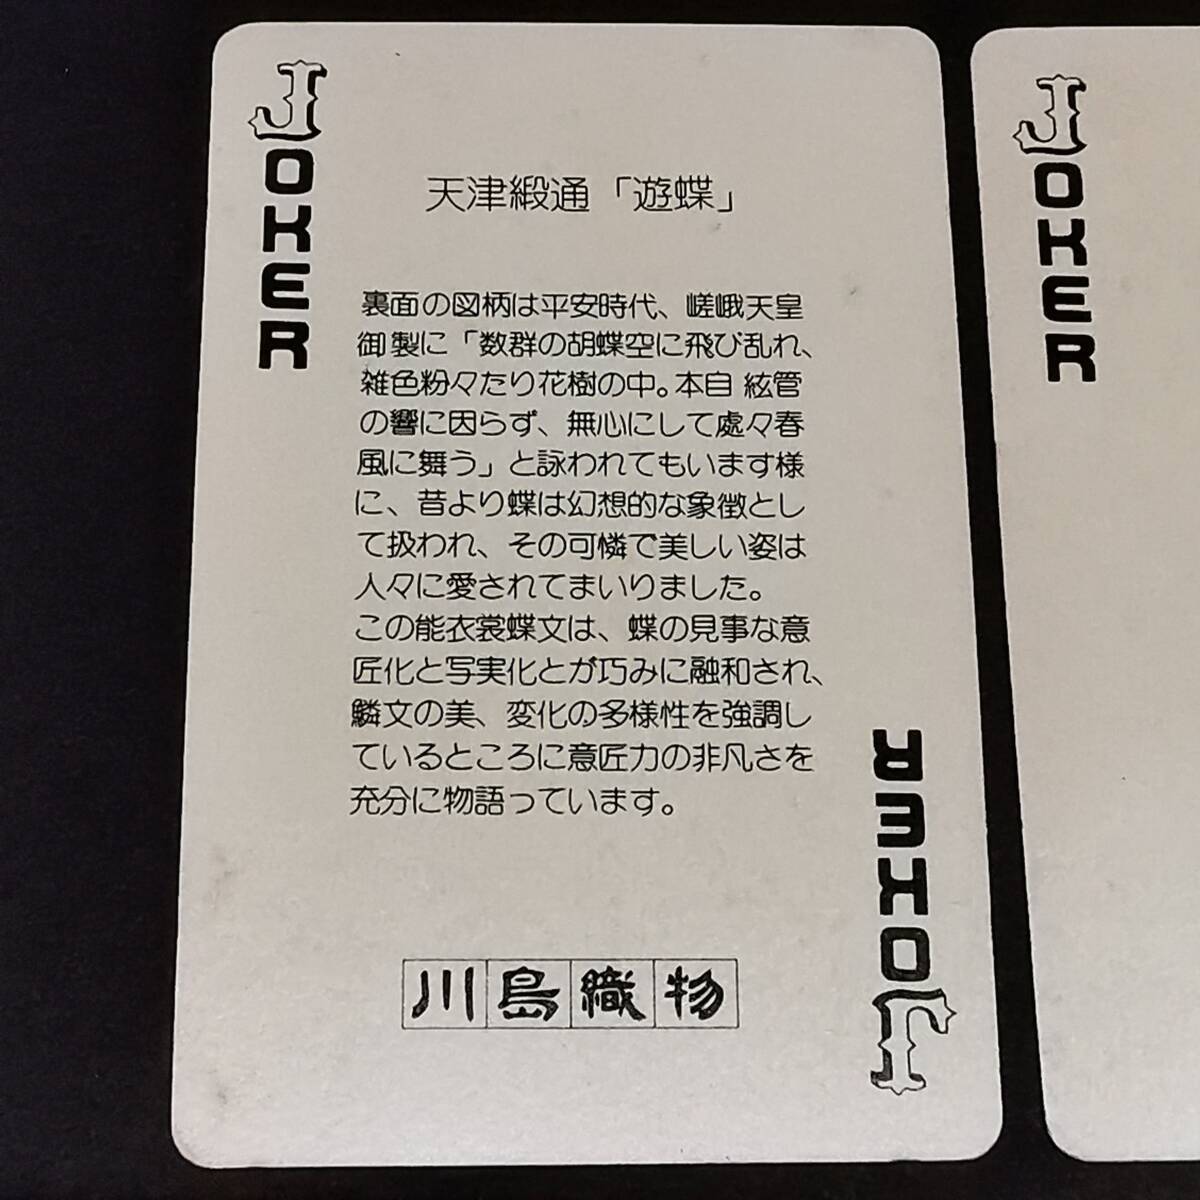 JOKER
天津緞通「遊蝶」
裏面の図柄は平安時代、嵯峨天皇
御製に「数群の胡蝶空に飛び乱れ、
雑色粉々たり花樹の中。本自 絃管
の響に因らず、無心にして處々春
風に舞う」と詠われてもいます様
に、昔より蝶は幻想的な象徴とし
て扱われ、その可憐で美しい姿は
人々に愛されてまいりました。
この能衣裳蝶文は、蝶の見事な意
匠化と写実化とが巧みに融和され、
鱗文の美、変化の多様性を強調し
ているところに意匠力の非凡さを
充分に物語っています。
川島織物
JOKER
JOKER